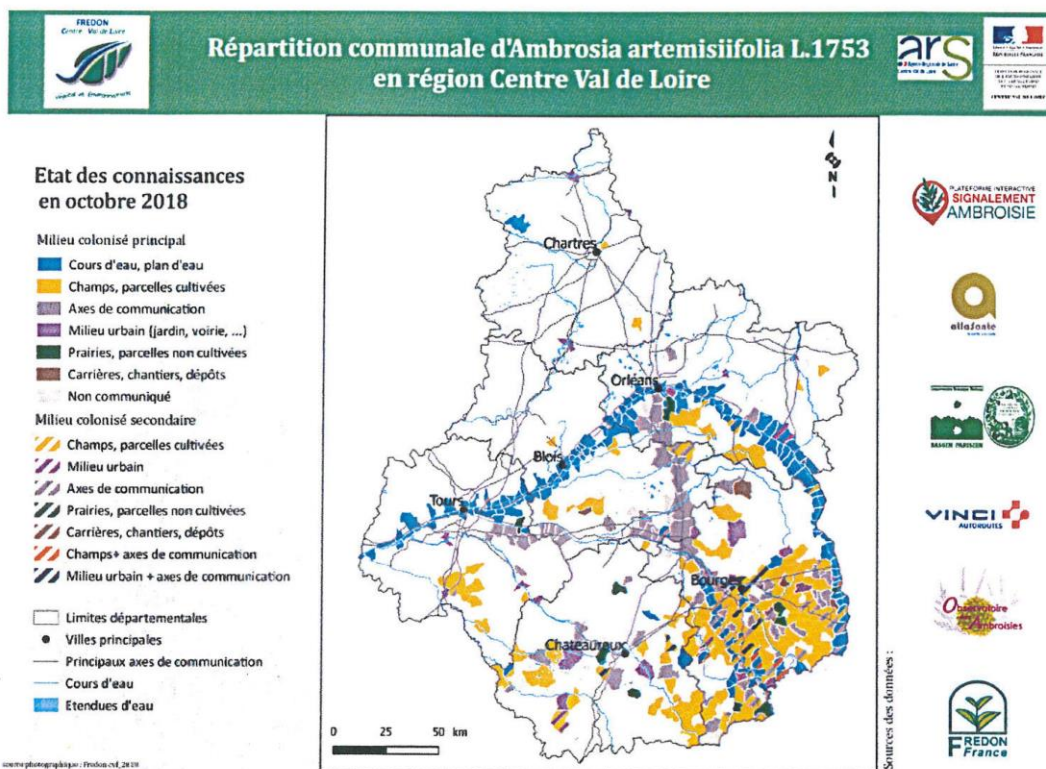 FREDON
Centre Val de Loire
Répartition communale d'Ambrosia artemisiifolia L.1753
en région Centre Val de Loire
ars
Etat des connaissances
en octobre 2018
Milieu colonisé principal
Cours d'eau, plan d'eau
Champs, parcelles cultivées
Axes de communication
Milieu urbain (jardin, voirie, ...)
Prairies, parcelles non cultivées
Carrières, chantiers, dépôts
Non communiqué
Milieu colonisé secondaire
Champs, parcelles cultivées
Milieu urbain
Axes de communication
Prairies, parcelles non cultivées
Carrières, chantiers, dépôts
Champs+ axes de communication
Milieu urbain + axes de communication
Limites départementales
Villes principales
Principaux axes de communication
Cours d'eau
Etendues d'eau
N
Chartres
Orléans
Blois
Tours
Bourges
Chateauroux
0 25 50 km
Sources des données :
PLATEFORME INTERACTIVE
SIGNALEMENT
AMBROISIE
BASSIN PARISIEN
VINCI
AUTOROUTES
Observatoire
des
Ambroisies
FREDON
France